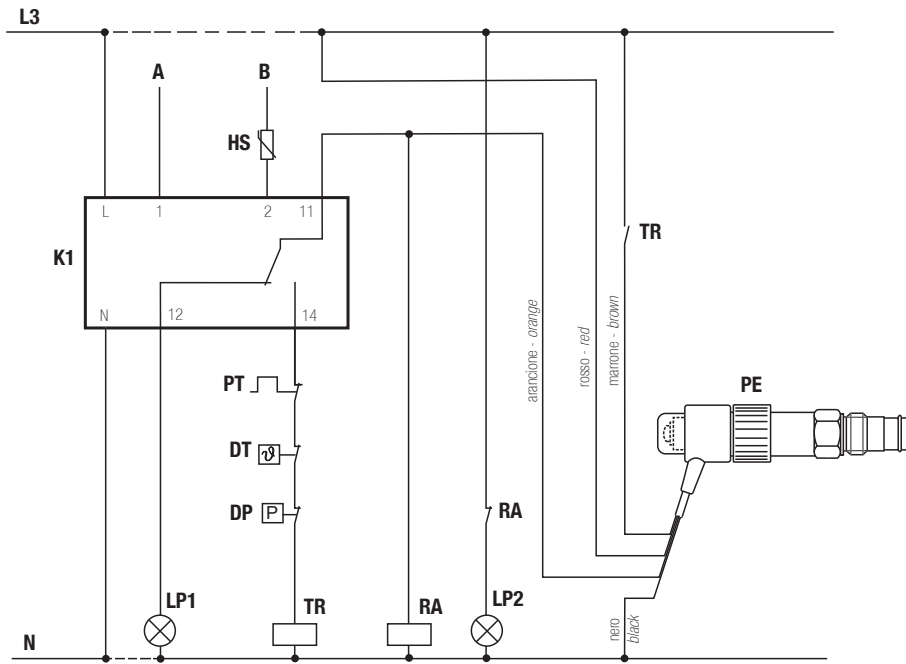 L3
A
B
HS
L
1
2
11
K1
TR
N
12
14
arancione - orange
rosso - red
marrone - brown
PE
PT
DT
ϑ
DP
P
RA
LP1
TR
RA
LP2
nero
black
N